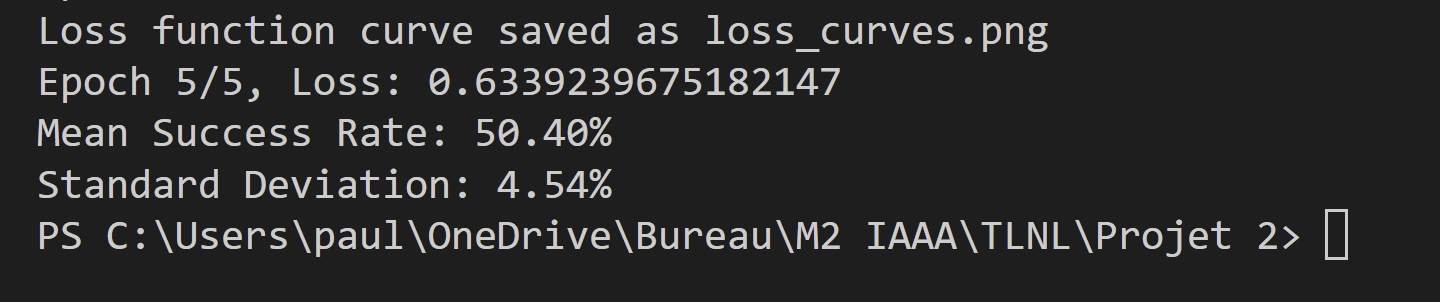 Loss function curve saved as loss_curves.png
Epoch 5/5, Loss: 0.6339239675182147
Mean Success Rate: 50.40%
Standard Deviation: 4.54%
PS C:\Users\paul\OneDrive\Bureau\M2 IAAA\TLNL\Projet 2>